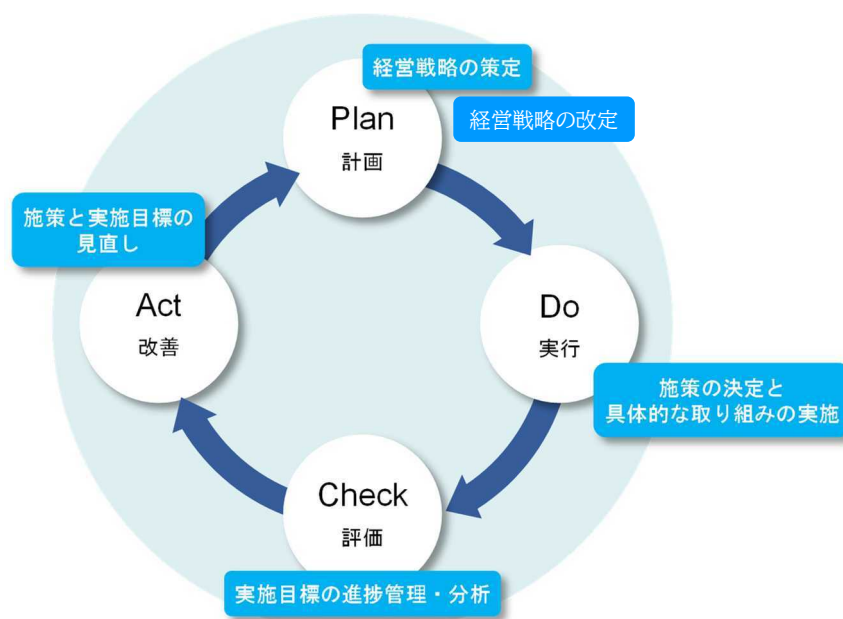 経営戦略の策定
Plan
計画
経営戦略の改定
施策と実施目標の
見直し
Act
改善
Do
実行
施策の決定と
具体的な取り組みの実施
Check
評価
実施目標の進捗管理・分析